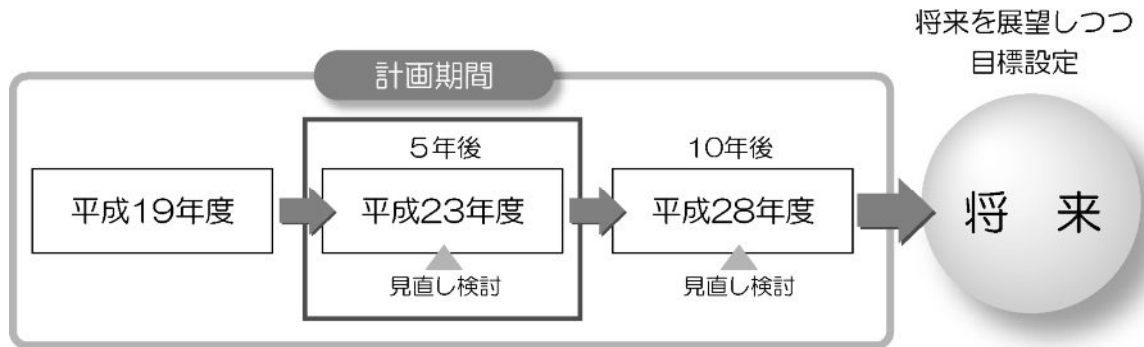 将来を展望しつつ
目標設定
計画期間
5年後
10年後
平成19年度
平成23年度
平成28年度
将 来
見直し検討
見直し検討